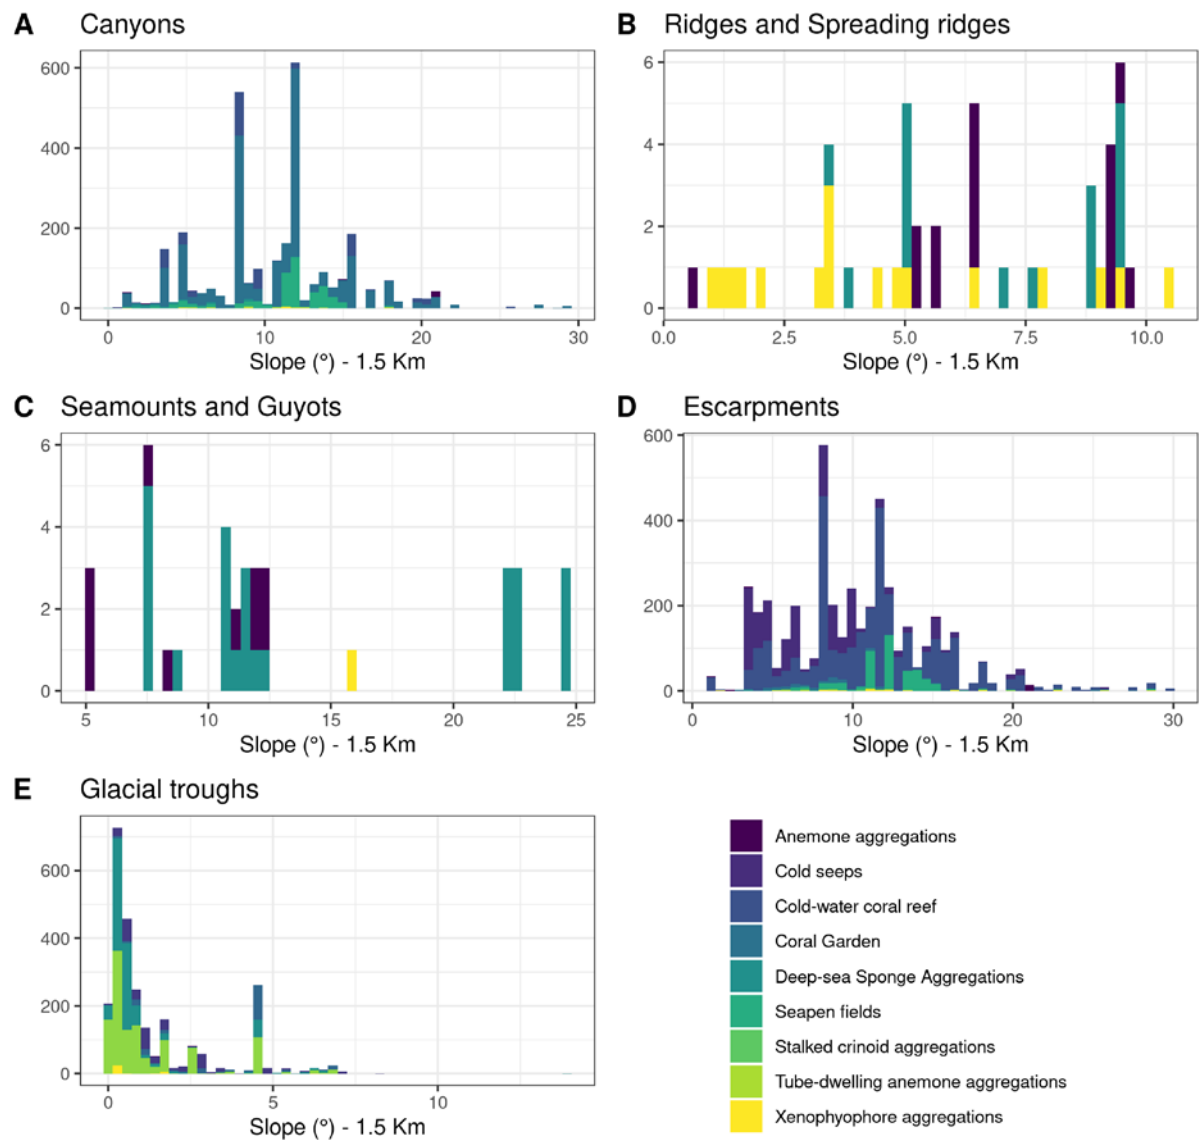 A Canyons
600
400
200
0
0 10 20 30
Slope (°) - 1.5 Km
B Ridges and Spreading ridges
6
4
2
0
0.0 2.5 5.0 7.5 10.0
Slope (°) - 1.5 Km
C Seamounts and Guyots
6
4
2
0
5 10 15 20 25
Slope (°) - 1.5 Km
D Escarpments
600
400
200
0
0 10 20 30
Slope (°) - 1.5 Km
E Glacial troughs
600
400
200
0
0 5 10
Slope (°) - 1.5 Km
Anemone aggregations
Cold seeps
Cold-water coral reef
Coral Garden
Deep-sea Sponge Aggregations
Seapen fields
Stalked crinoid aggregations
Tube-dwelling anemone aggregations
Xenophyophore aggregations